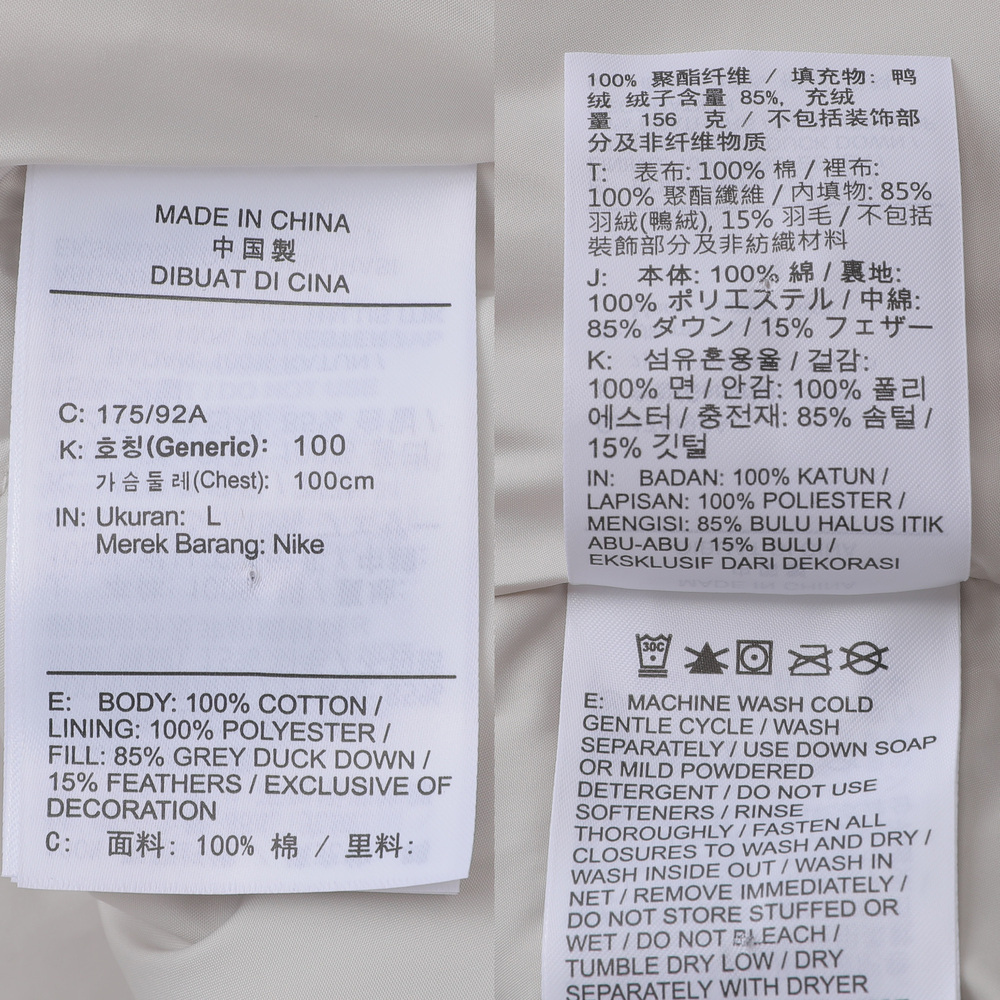 MADE IN CHINA
中国製
DIBUAT DI CINA
C: 175/92A
K: 호칭(Generic): 100
가슴둘레(Chest): 100cm
IN: Ukuran: L
Merek Barang: Nike
E: BODY: 100% COTTON /
LINING: 100% POLYESTER /
FILL: 85% GREY DUCK DOWN /
15% FEATHERS / EXCLUSIVE OF
DECORATION
C: 面料: 100% 棉 / 里料:
100% 聚酯纤维 / 填充物: 鸭
绒 绒子含量 85%, 充绒
量 156 克 / 不包括装饰部
分及非纤维物质
T: 表布: 100% 棉 / 裡布:
100% 聚酯纖維 / 內填物: 85%
羽絨(鴨絨), 15% 羽毛 / 不包括
裝飾部分及非紡織材料
J: 本体: 100% 綿 / 裏地:
100% ポリエステル / 中綿:
85% ダウン / 15% フェザー
K: 섬유혼용율 / 겉감:
100% 면 / 안감: 100% 폴리
에스터 / 충전재: 85% 솜털 /
15% 깃털
IN: BADAN: 100% KATUN /
LAPISAN: 100% POLIESTER /
MENGISI: 85% BULU HALUS ITIK
ABU-ABU / 15% BULU /
EKSKLUSIF DARI DEKORASI
30C
E: MACHINE WASH COLD
GENTLE CYCLE / WASH
SEPARATELY / USE DOWN SOAP
OR MILD POWDERED
DETERGENT / DO NOT USE
SOFTENERS / RINSE
THOROUGHLY / FASTEN ALL
CLOSURES TO WASH AND DRY /
WASH INSIDE OUT / WASH IN
NET / REMOVE IMMEDIATELY /
DO NOT STORE STUFFED OR
WET / DO NOT BLEACH /
TUMBLE DRY LOW / DRY
SEPARATELY WITH DRYER